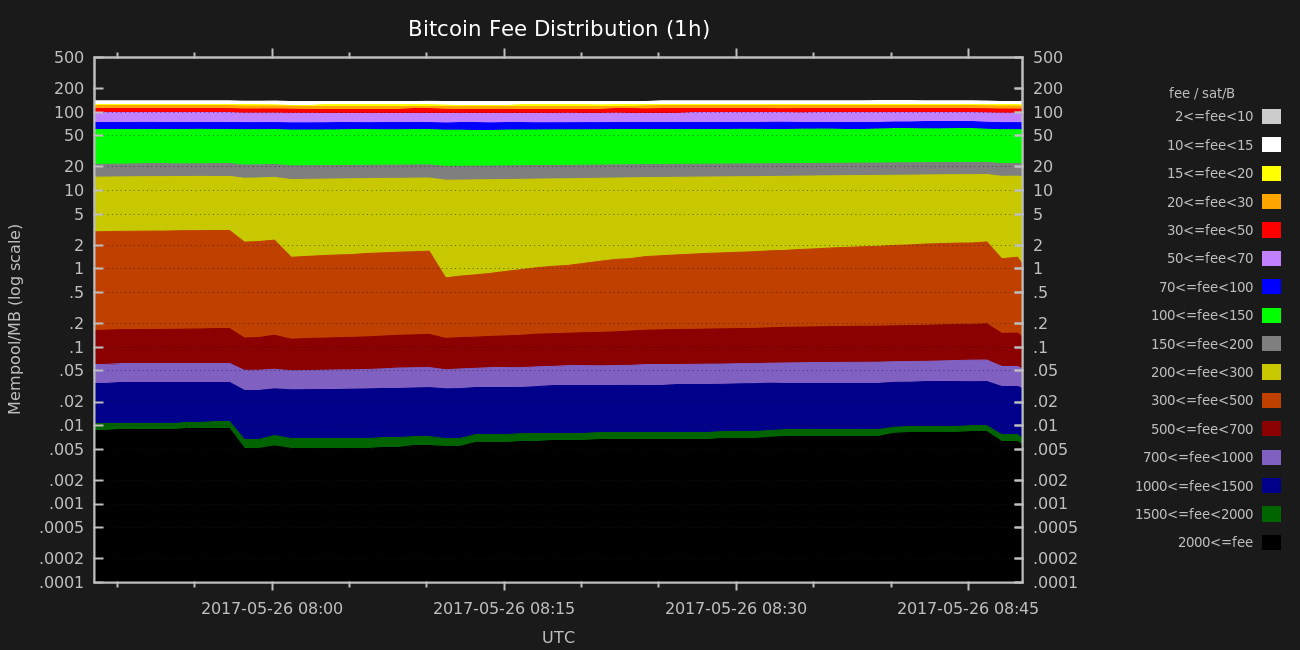 Bitcoin Fee Distribution (1h)
Mempool/MB (log scale)
500
200
100
50
20
10
5
2
1
.5
.2
.1
.05
.02
.01
.005
.002
.001
.0005
.0002
.0001
500
200
100
50
20
10
5
2
1
.5
.2
.1
.05
.02
.01
.005
.002
.001
.0005
.0002
.0001
2017-05-26 08:00
2017-05-26 08:15
2017-05-26 08:30
2017-05-26 08:45
UTC
fee / sat/B
2<=fee<10
10<=fee<15
15<=fee<20
20<=fee<30
30<=fee<50
50<=fee<70
70<=fee<100
100<=fee<150
150<=fee<200
200<=fee<300
300<=fee<500
500<=fee<700
700<=fee<1000
1000<=fee<1500
1500<=fee<2000
2000<=fee